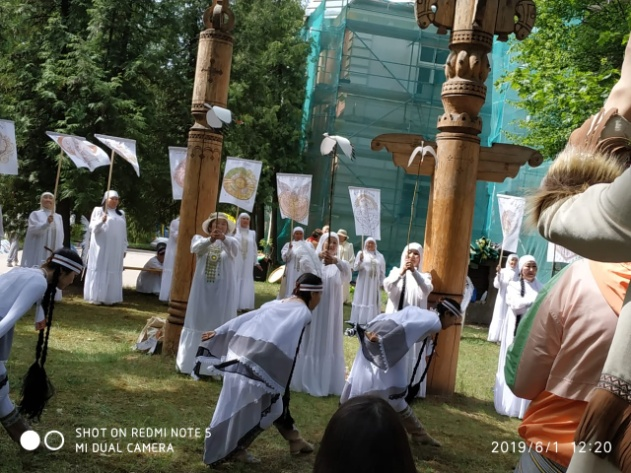 2019/6/1 12:20
SHOT ON REDMI NOTE 5
MI DUAL CAMERA